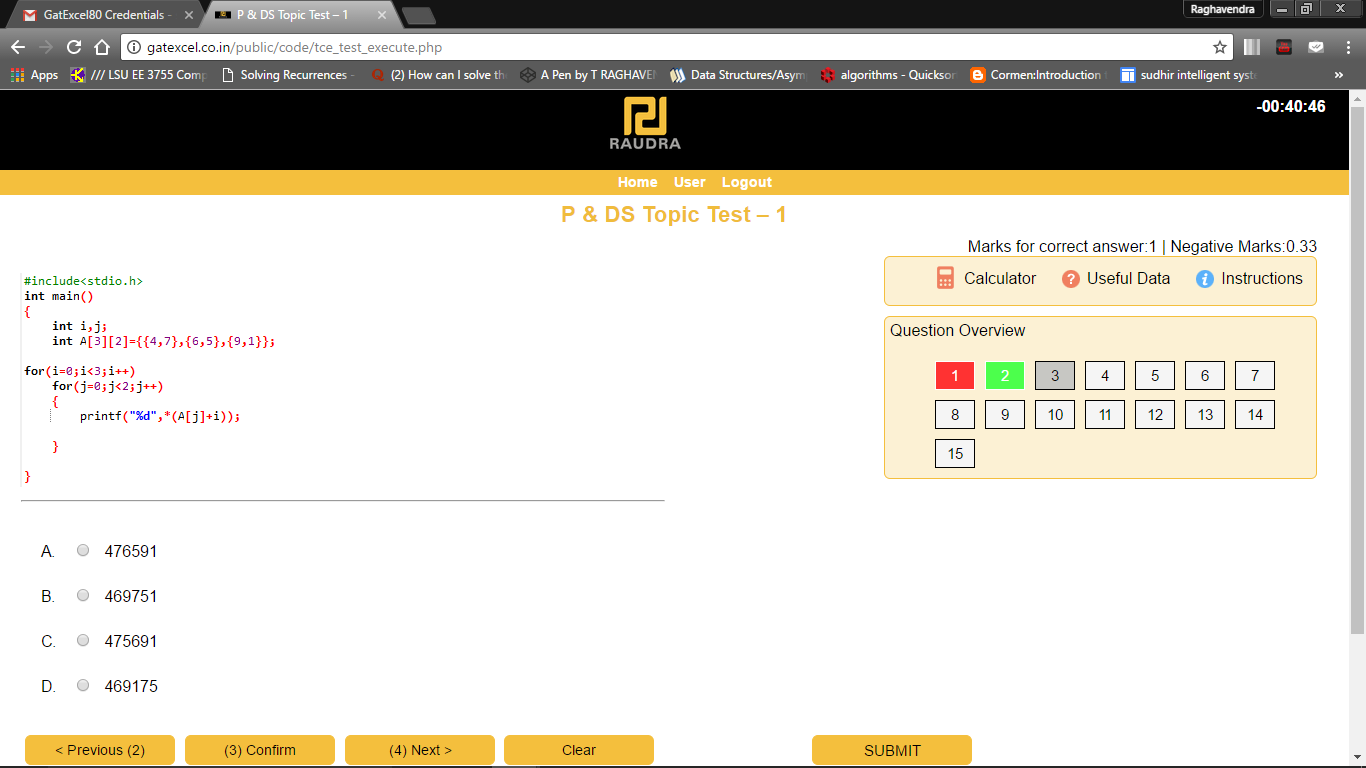 GatExcel80 Credentials -
P & DS Topic Test – 1
Raghavendra
gatexcel.co.in/public/code/tce_test_execute.php
Apps
/// LSU EE 3755 Comp
Solving Recurrences -
(2) How can I solve th
A Pen by T RAGHAVEN
Data Structures/Asym
algorithms - Quickso
Cormen:Introduction
sudhir intelligent syst
»
-00:40:46
RAUDRA
Home User Logout
P & DS Topic Test – 1
Marks for correct answer:1 | Negative Marks:0.33
Calculator
? Useful Data
i Instructions
#include<stdio.h>
int main()
{
int i,j;
int A[3][2]={{4,7},{6,5},{9,1}};
for(i=0;i<3;i++)
for(j=0;j<2;j++)
{
printf("%d",*(A[j]+i));
}
}
Question Overview
1 2 3 4 5 6 7
8 9 10 11 12 13 14
15
A. 476591
B. 469751
C. 475691
D. 469175
< Previous (2)
(3) Confirm
(4) Next >
Clear
SUBMIT